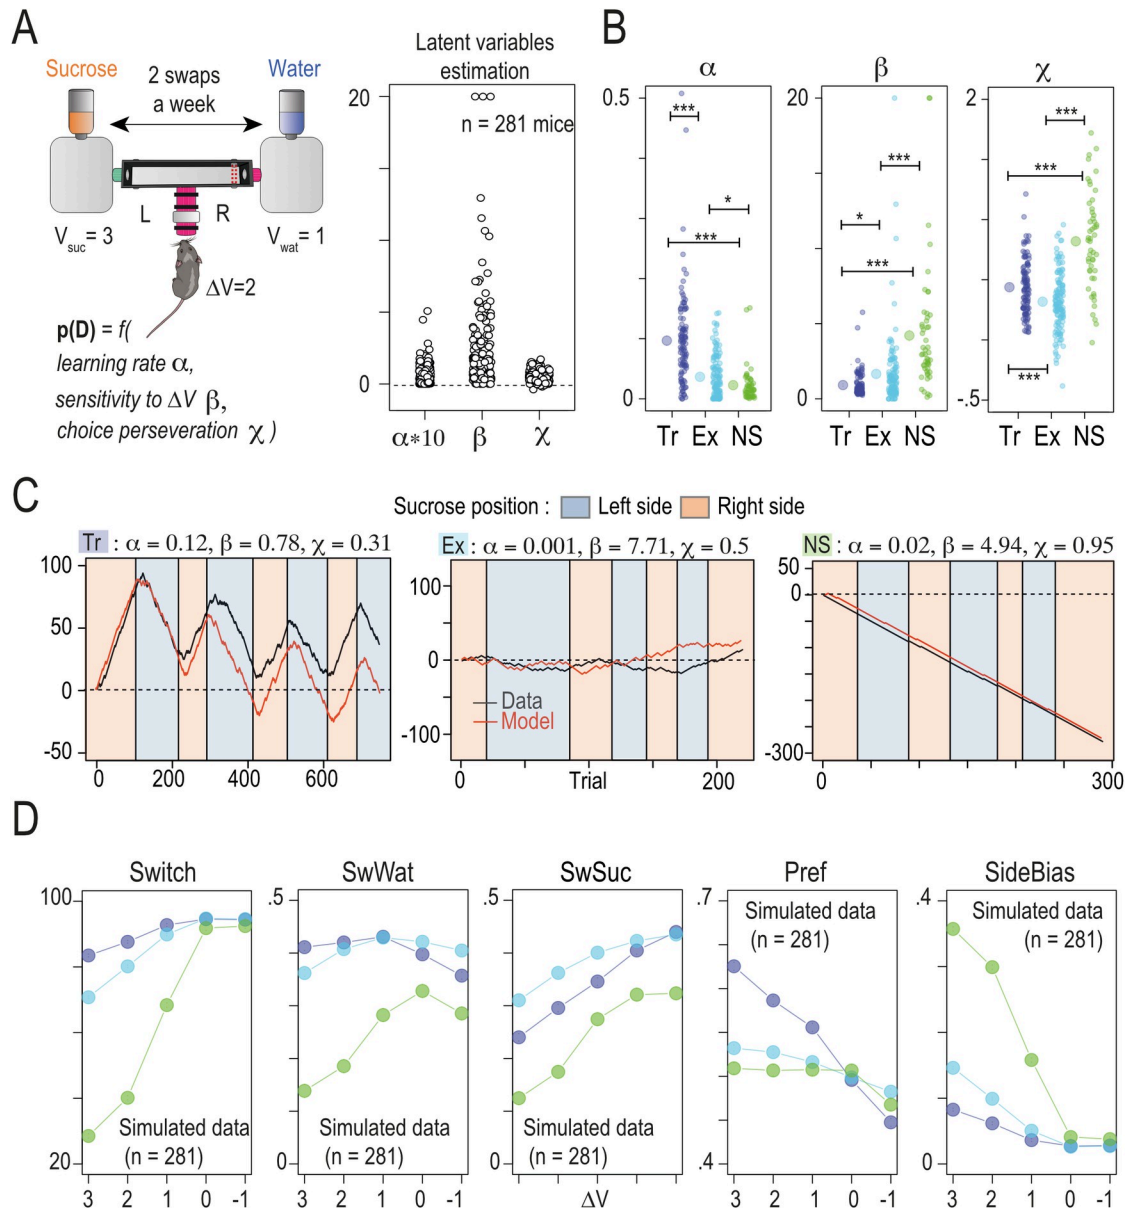 A
Sucrose
2 swaps
a week
Water
L
R
Vsuc= 3
Vwat= 1
ΔV=2
p(D) = f(
learning rate α,
sensitivity to ΔV β,
choice perseveration χ )
Latent variables
estimation
20
n = 281 mice
0
α*10
β
χ
B
α
β
χ
0.5
20
2
***
*
***
***
*
***
***
***
***
0
0
-.5
Tr Ex NS
Tr Ex NS
Tr Ex NS
C
Sucrose position :
Left side
Right side
Tr : α = 0.12, β = 0.78, χ = 0.31
100
50
0
-50
0
200
400
600
Ex : α = 0.001, β = 7.71, χ = 0.5
100
0
-100
Data
Model
0
Trial
200
NS : α = 0.02, β = 4.94, χ = 0.95
50
0
-300
0
300
D
Switch
100
20
Simulated data
(n = 281)
3 2 1 0 -1
SwWat
.5
0
Simulated data
(n = 281)
3 2 1 0 -1
SwSuc
.5
0
Simulated data
(n = 281)
ΔV
Pref
.7
Simulated data
(n = 281)
.4
3 2 1 0 -1
SideBias
.4
Simulated data
(n = 281)
0
3 2 1 0 -1